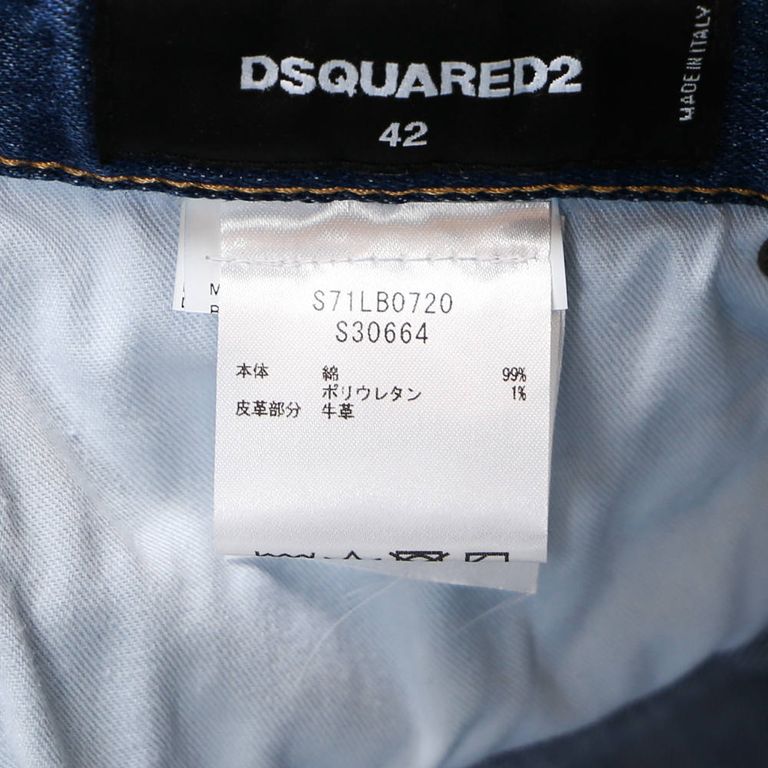 DSQUARED2
42
MADE IN ITALY
S71LB0720
S30664
本体 綿 99%
ポリウレタン 1%
皮革部分 牛革